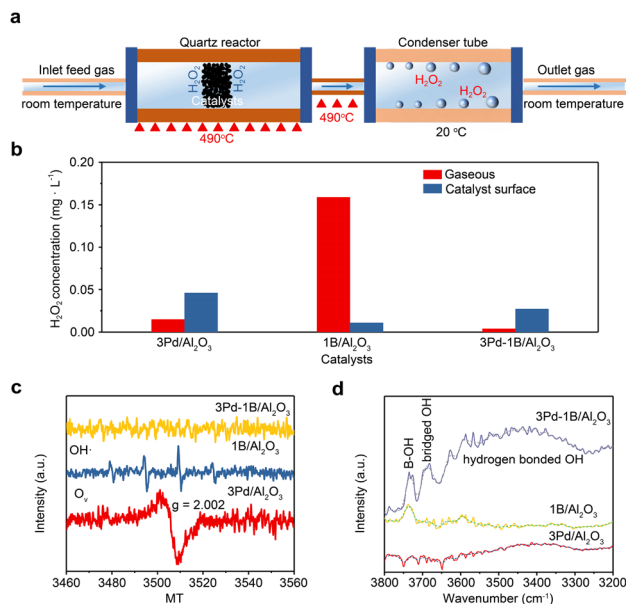 a
Quartz reactor
Condenser tube
Inlet feed gas
H₂O₂
H₂O₂
Catalysts
H₂O₂
H₂O₂
Outlet gas
room temperature
490°C
490°C
20 °C
room temperature
b
H₂O₂ concentration (mg · L⁻¹)
0.20
0.15
0.10
0.05
0.00
Gaseous
Catalyst surface
3Pd/Al₂O₃
1B/Al₂O₃
3Pd-1B/Al₂O₃
Catalysts
c
Intensity (a.u.)
3Pd-1B/Al₂O₃
OH·
1B/Al₂O₃
Oᵥ
3Pd/Al₂O₃
g = 2.002
3460
3480
3500
3520
3540
3560
MT
d
Intensity (a.u.)
B-OH
bridged OH
3Pd-1B/Al₂O₃
hydrogen bonded OH
1B/Al₂O₃
3Pd/Al₂O₃
3800
3700
3600
3500
3400
3300
3200
Wavenumber (cm⁻¹)